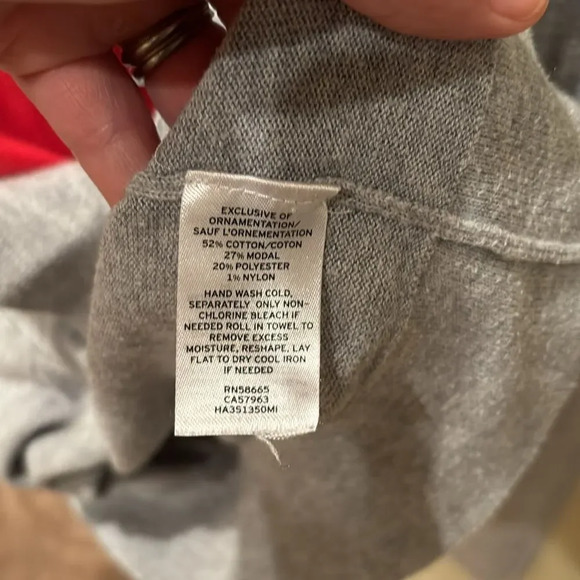 EXCLUSIVE OF
ORNAMENTATION/
SAUF L'ORNEMENTATION
52% COTTON/COTON
27% MODAL
20% POLYESTER
1% NYLON
HAND WASH COLD,
SEPARATELY ONLY NON-
CHLORINE BLEACH IF
NEEDED ROLL IN TOWEL TO
REMOVE EXCESS
MOISTURE, RESHAPE, LAY
FLAT TO DRY COOL IRON
IF NEEDED
RN58665
CA57963
HA3S1350MI